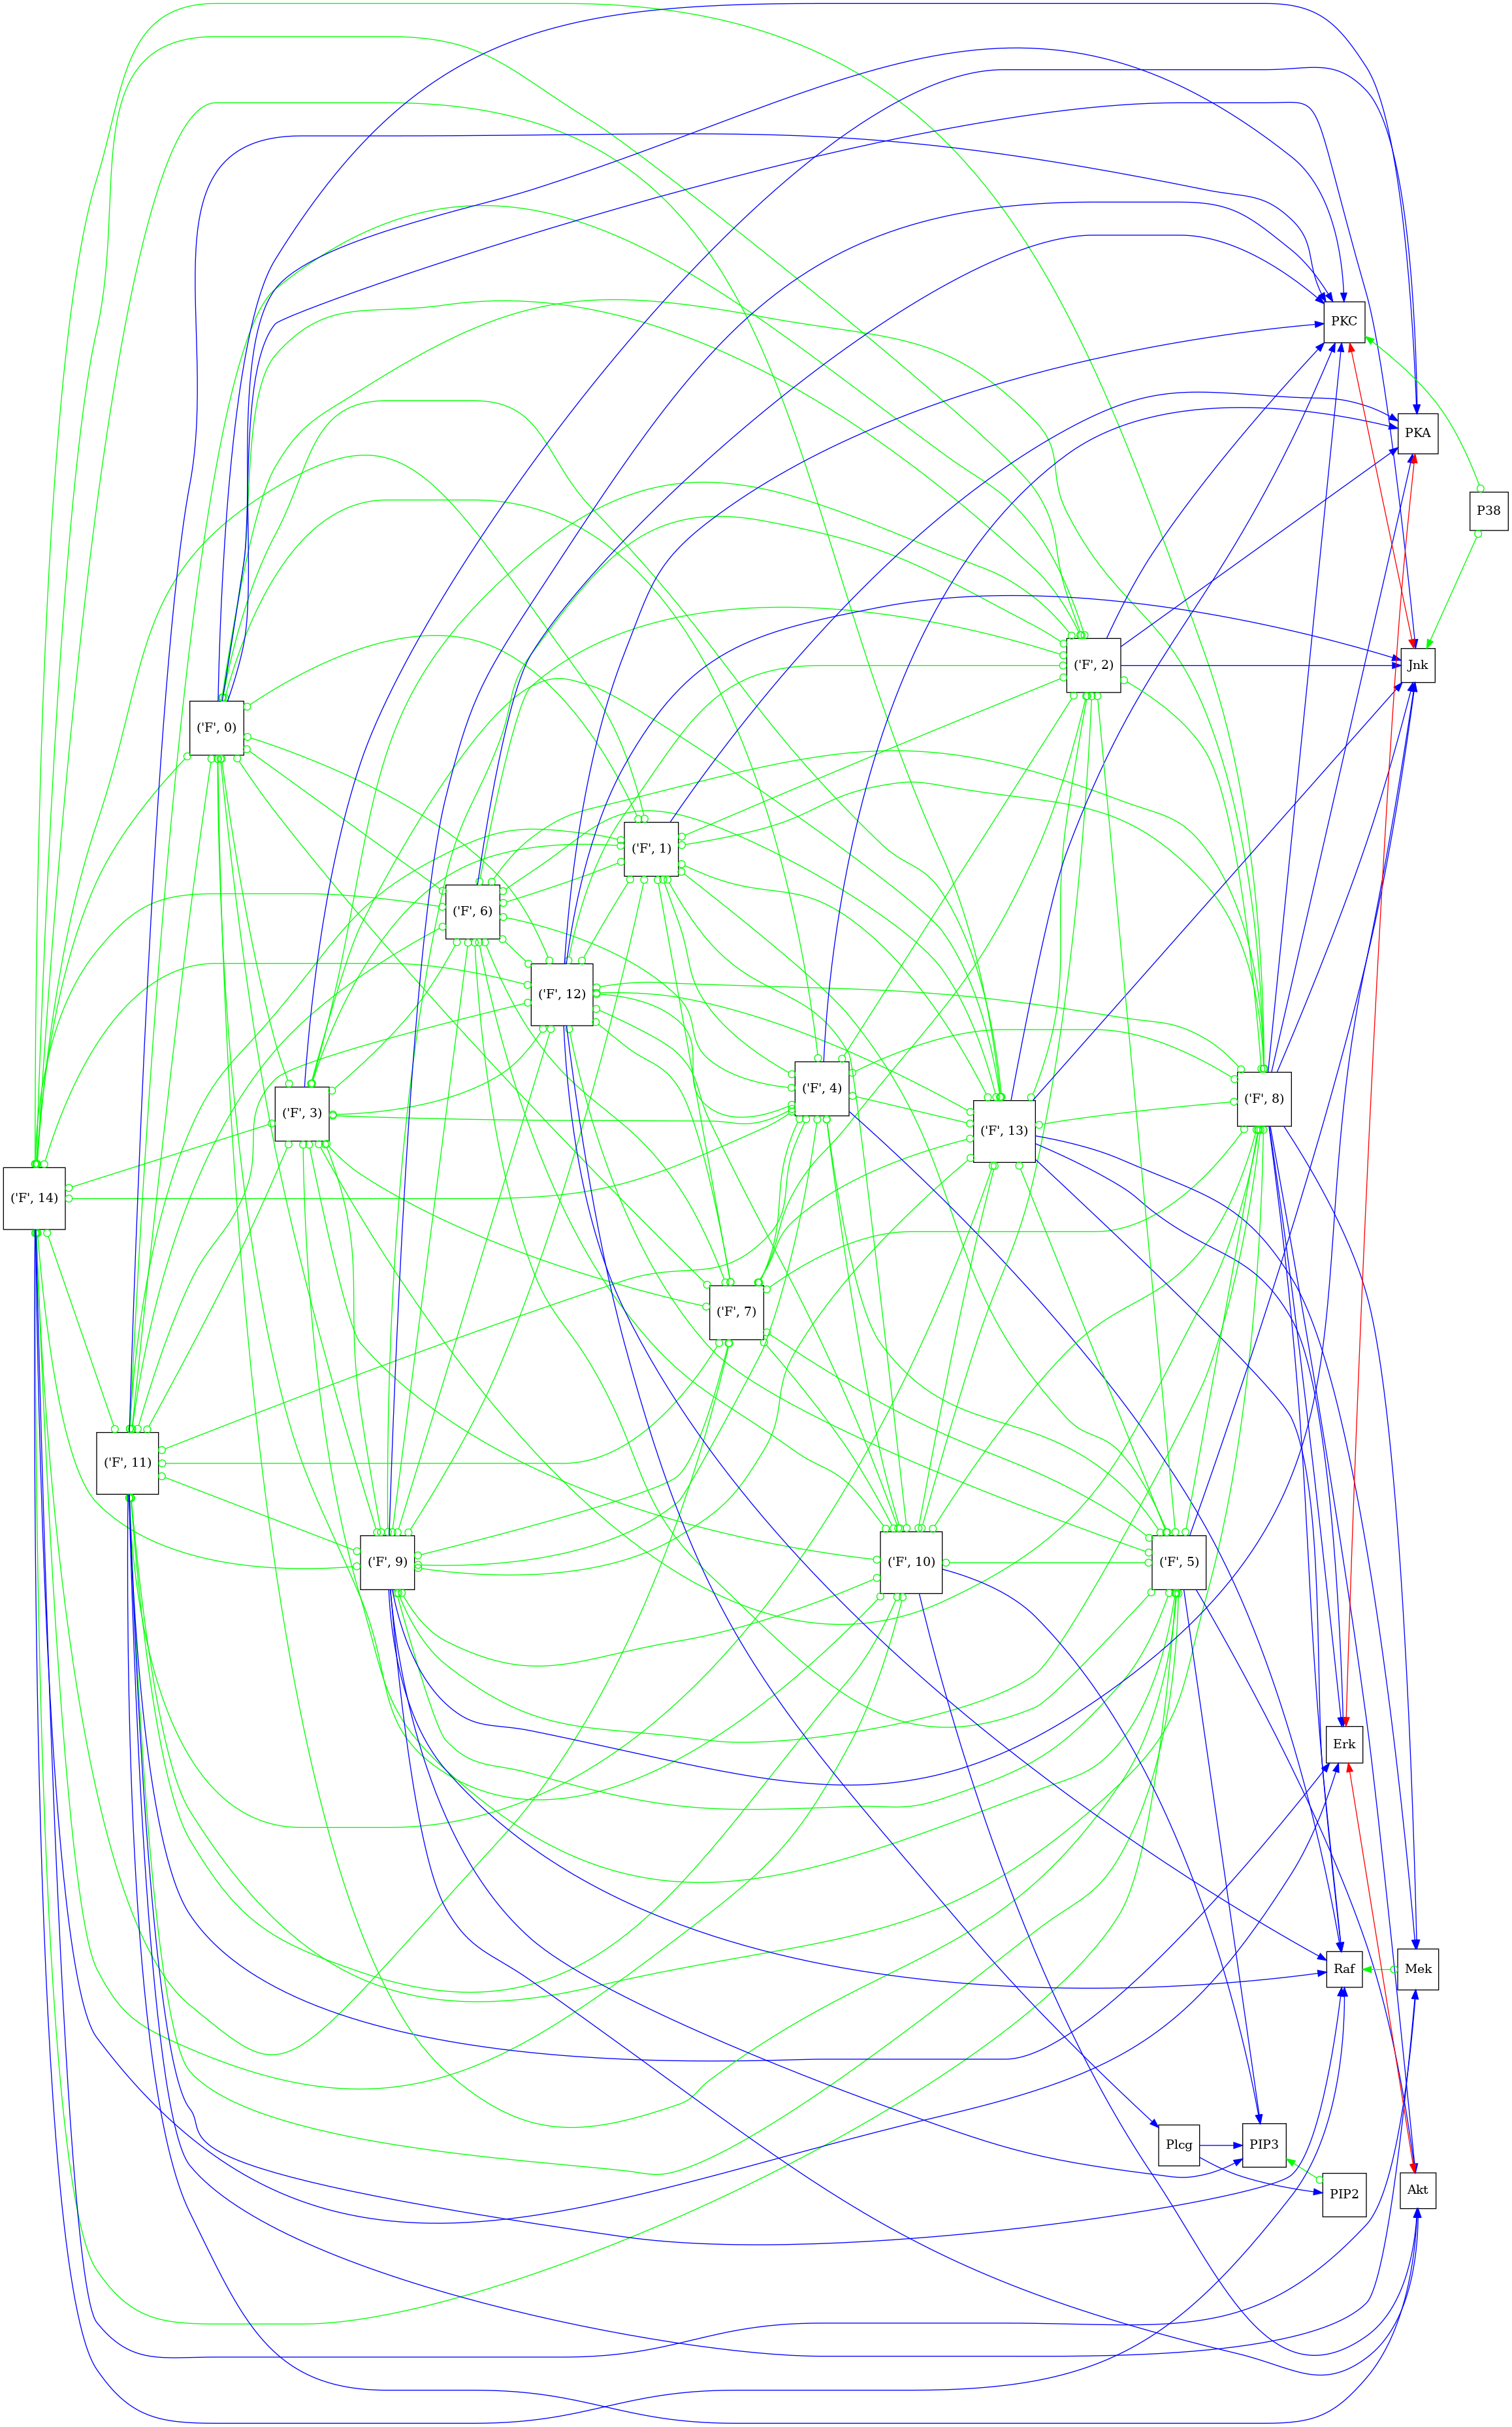 PKC
PKA
P38
('F', 2)
Jnk
('F', 0)
('F', 1)
('F', 6)
('F', 12)
('F', 4)
('F', 8)
('F', 3)
('F', 13)
('F', 14)
('F', 7)
('F', 11)
('F', 9)
('F', 10)
('F', 5)
Erk
Raf
Mek
Plcg
PIP3
PIP2
Akt